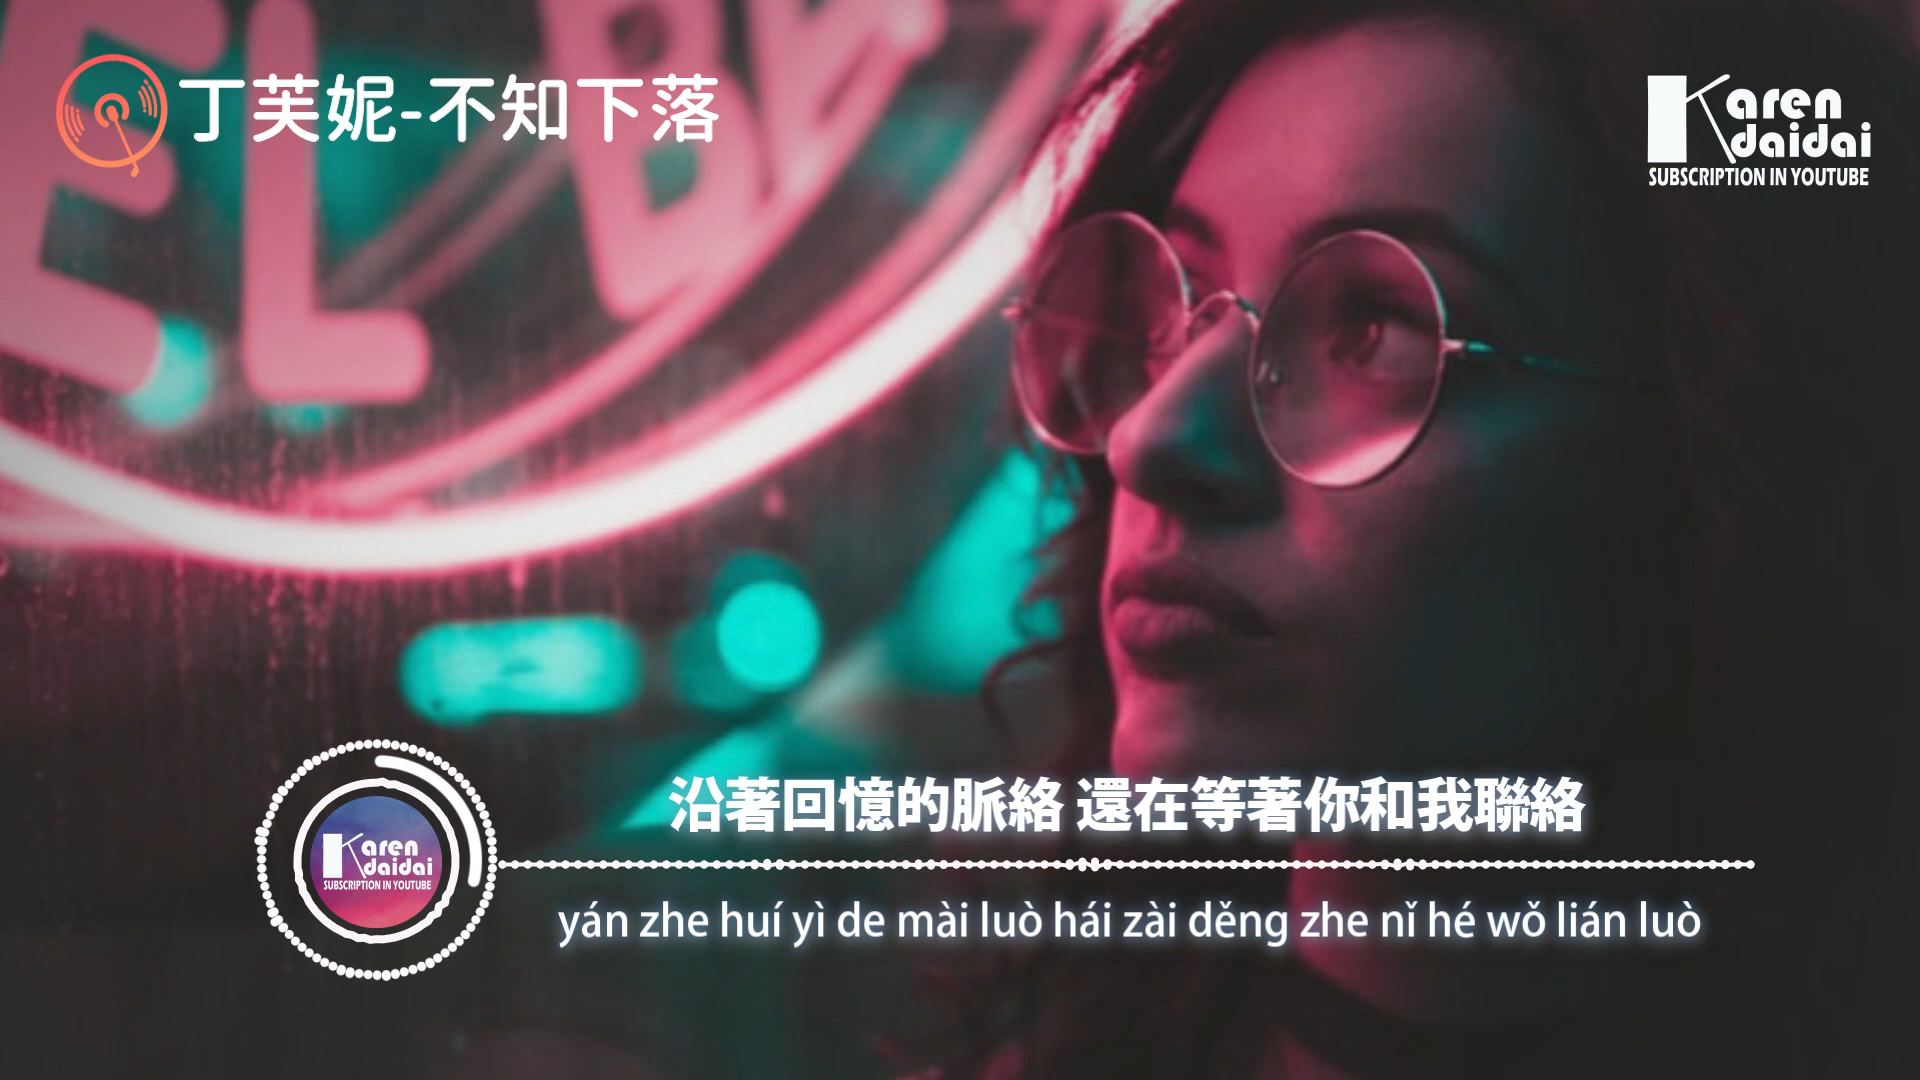 EL BA
丁芙妮-不知下落
Karen
daidai
SUBSCRIPTION IN YOUTUBE
沿著回憶的脈絡 還在等著你和我聯絡
Karen
daidai
SUBSCRIPTION IN YOUTUBE
yán zhe huí yì de mài luò hái zài děng zhe nǐ hé wǒ lián luò